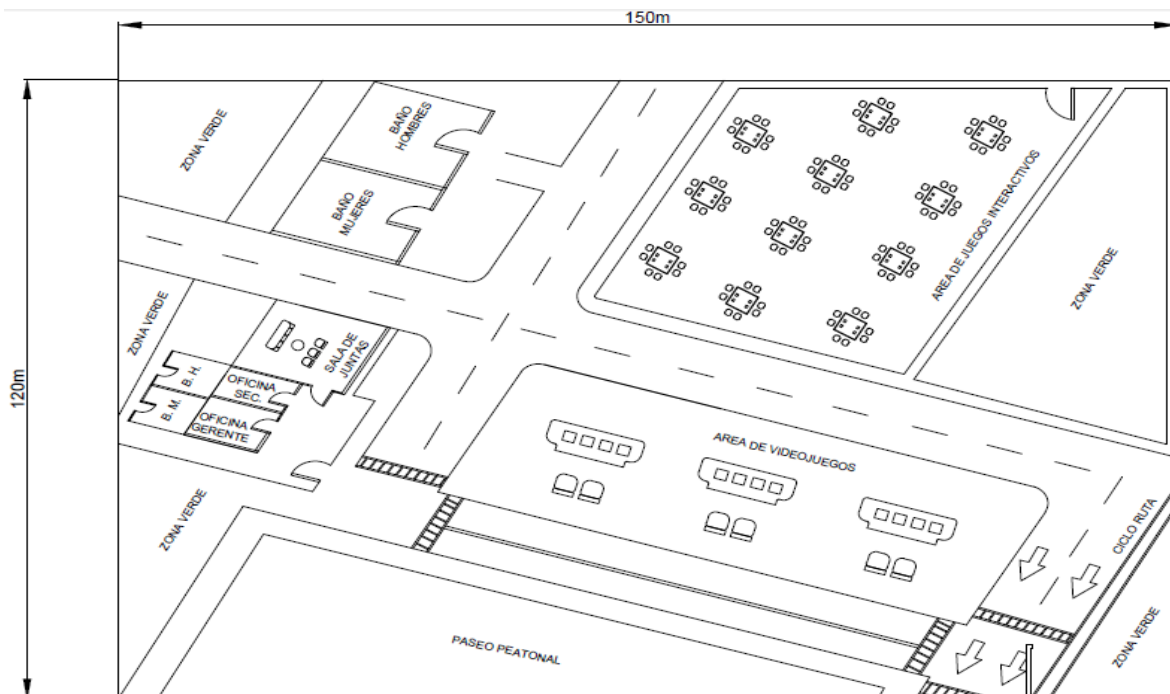 150m
120m
ZONA VERDE
BAÑO
HOMBRES
BAÑO
MUJERES
AREA DE JUEGOS INTERACTIVOS
ZONA VERDE
ZONA VERDE
SALA DE
JUNTAS
B. H.
OFICINA
SEC.
B. M.
OFICINA
GERENTE
AREA DE VIDEOJUEGOS
ZONA VERDE
CICLO RUTA
ZONA VERDE
PASEO PEATONAL